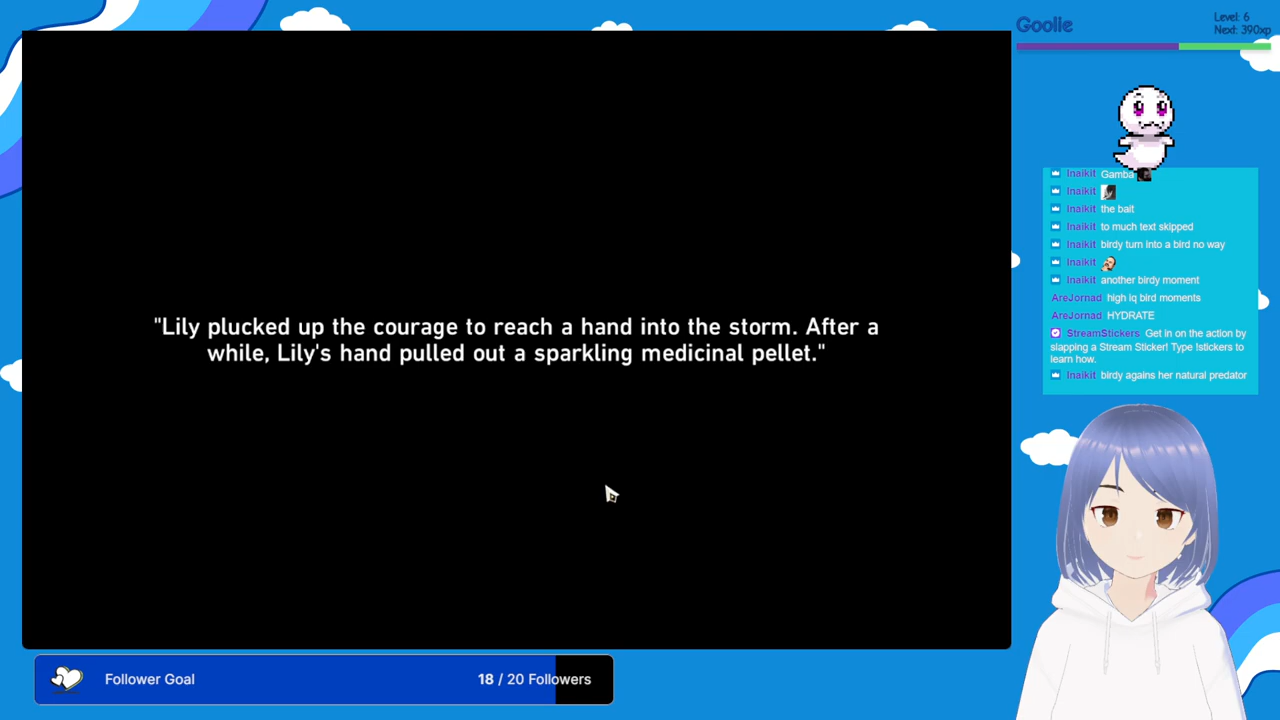 Goolie
Level: 6
Next: 390xp
Inaikit Gamba
Inaikit
Inaikit the bait
Inaikit to much text skipped
Inaikit birdy turn into a bird no way
Inaikit
Inaikit another birdy moment
AreJornad high iq bird moments
AreJornad HYDRATE
StreamStickers Get in on the action by
slapping a Stream Sticker! Type !stickers to
learn how.
Inaikit birdy agains her natural predator
"Lily plucked up the courage to reach a hand into the storm. After a
while, Lily's hand pulled out a sparkling medicinal pellet."
Follower Goal
18 / 20 Followers